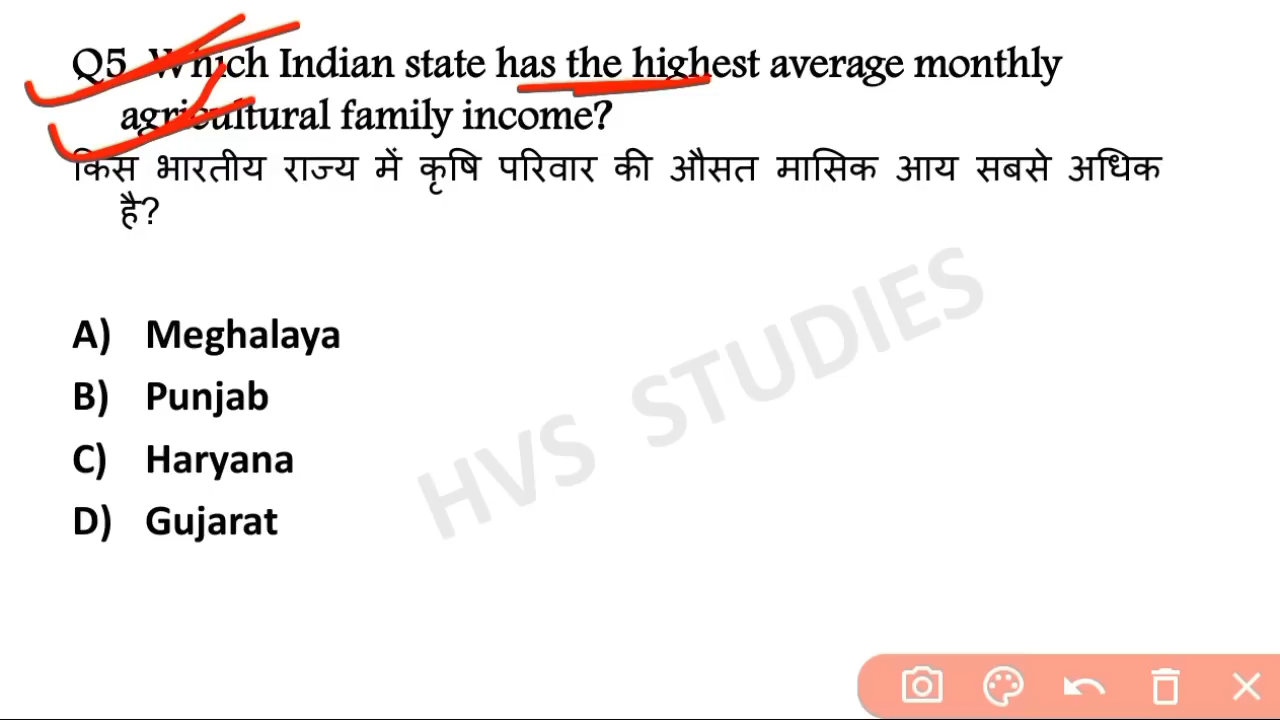 Q5. Which Indian state has the highest average monthly
agricultural family income?
किस भारतीय राज्य में कृषि परिवार की औसत मासिक आय सबसे अधिक
है?
A) Meghalaya
B) Punjab
C) Haryana
D) Gujarat
HVS STUDIES